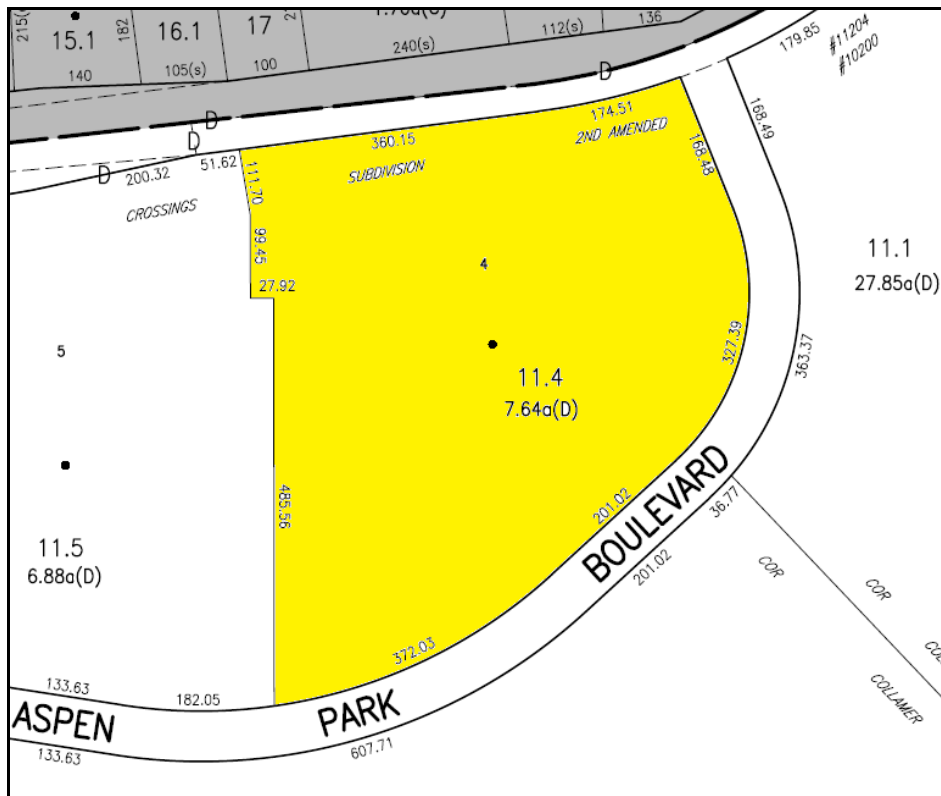 136
179.85
#11204
#10200
182
112(s)
15.1
16.1
17
240(s)
140
105(s)
100
D
D
D
D
174.51
2ND AMENDED
168.49
360.15
168.48
51.62
200.32
111.70
SUBDIVISION
CROSSINGS
99.45
11.1
4
27.92
27.85a(D)
5
327.39
363.37
11.4
7.64a(D)
485.56
201.02
BOULEVARD
36.77
11.5
6.88a(D)
201.02
COR
COR
372.03
COLLAMER
133.63
182.05
ASPEN
PARK
133.63
607.71